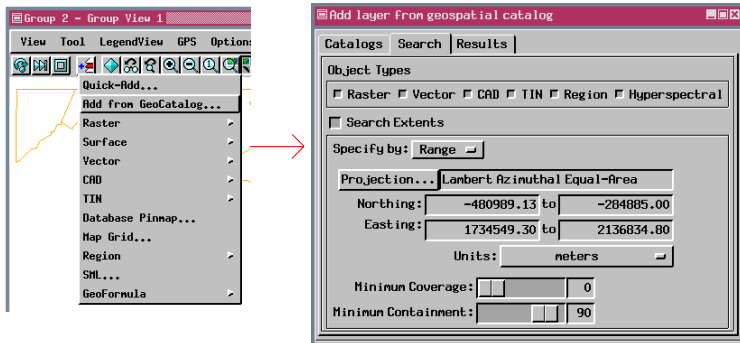 Group 2 - Group View 1
View Tool LegendView GPS Options
Quick-Add...
Add from GeoCatalog...
Raster
Surface
Vector
CAD
TIN
Database Pinmap...
Map Grid...
Region
SML...
GeoFormula
Add layer from geospatial catalog
Catalogs Search Results
Object Types
Raster Vector CAD TIN Region Hyperspectral
Search Extents
Specify by: Range
Projection... Lambert Azimuthal Equal-Area
Northing: -480989.13 to -284885.00
Easting: 1734549.30 to 2136834.80
Units: meters
Minimum Coverage: 0
Minimum Containment: 90